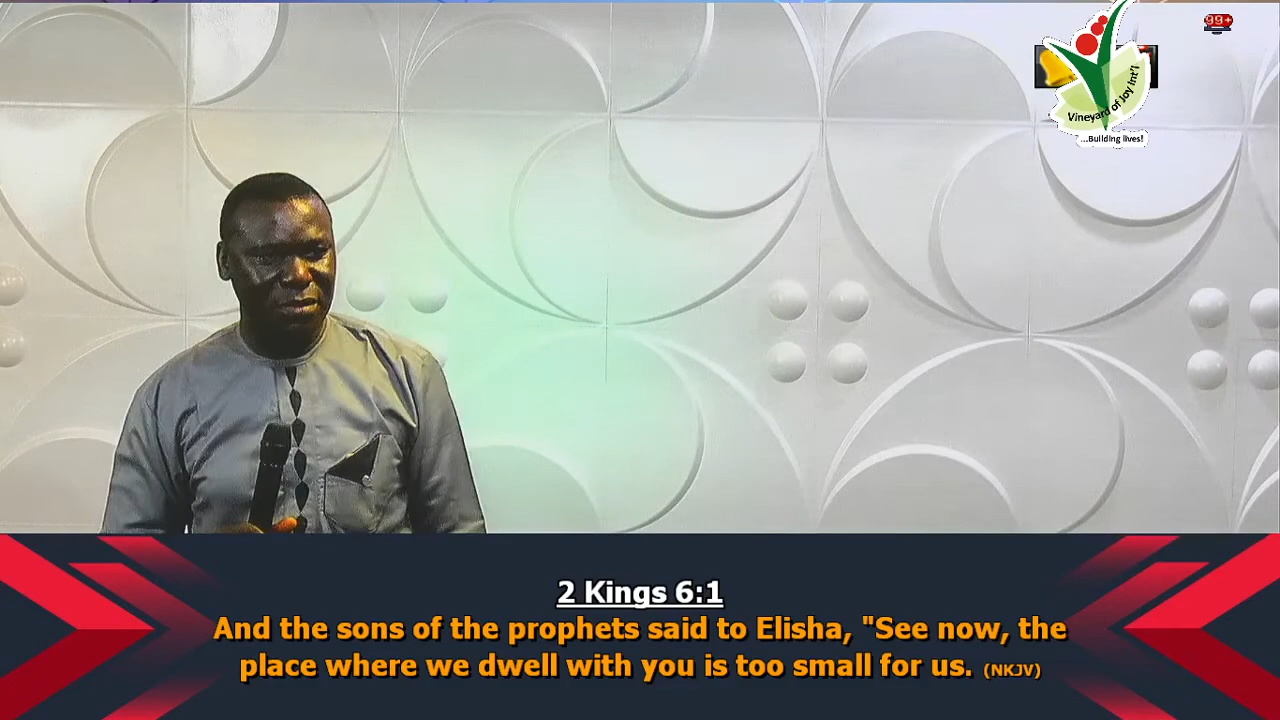 99+
Vineyard of Joy Int'l
...Building lives!
2 Kings 6:1
And the sons of the prophets said to Elisha, "See now, the
place where we dwell with you is too small for us. (NKJV)